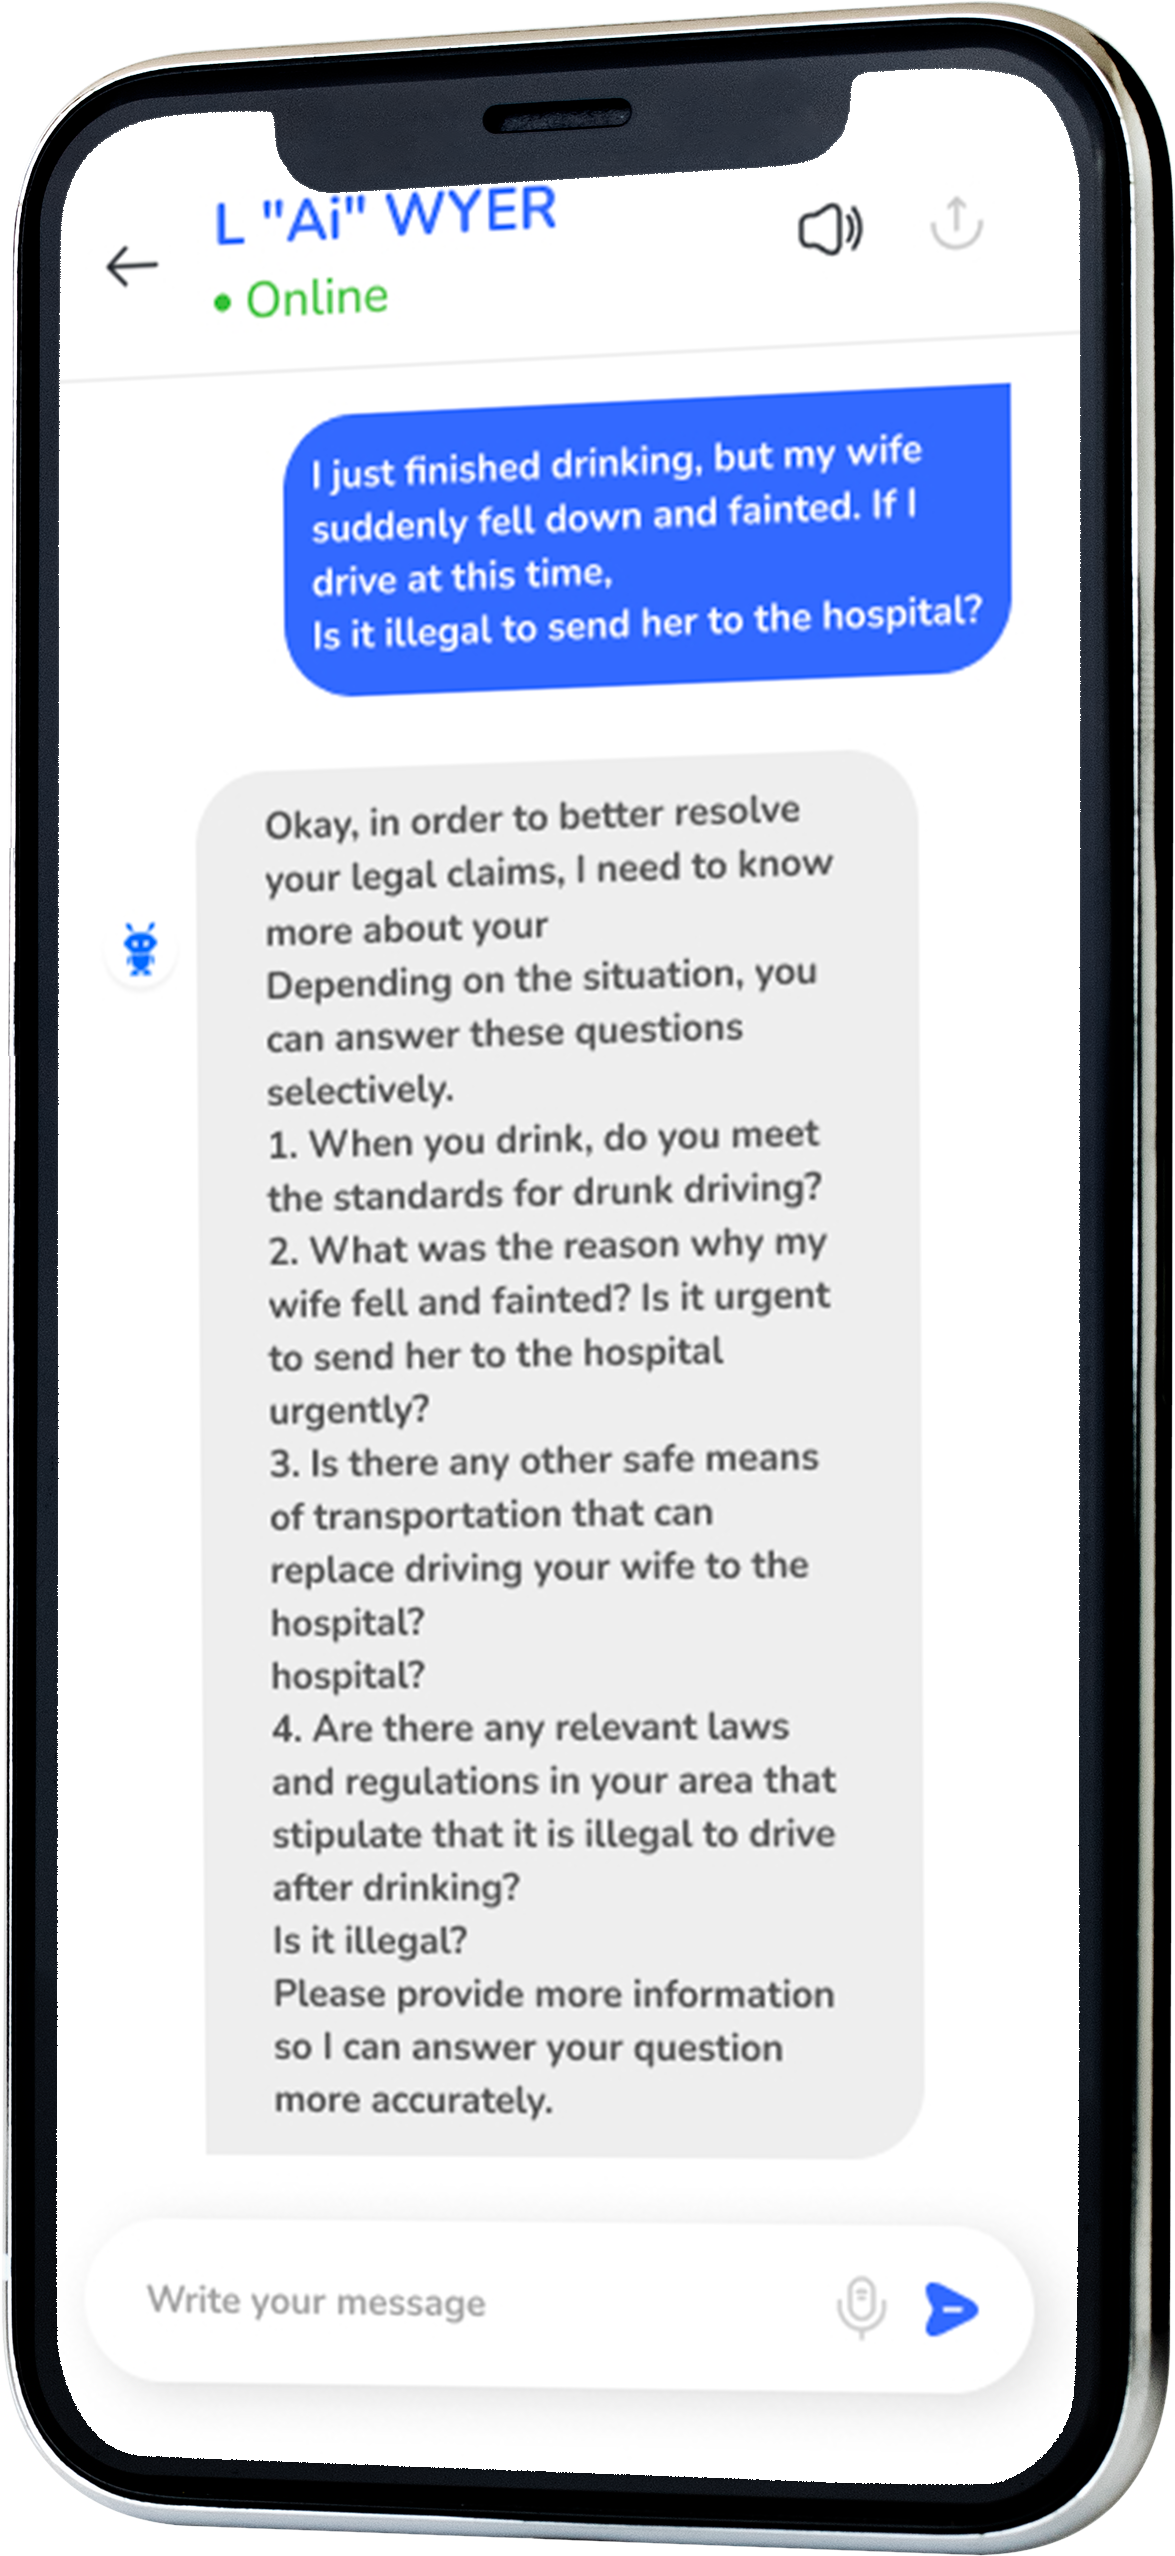 L "Ai" WYER
• Online
I just finished drinking, but my wife
suddenly fell down and fainted. If I
drive at this time,
Is it illegal to send her to the hospital?
Okay, in order to better resolve
your legal claims, I need to know
more about your
Depending on the situation, you
can answer these questions
selectively.
1. When you drink, do you meet
the standards for drunk driving?
2. What was the reason why my
wife fell and fainted? Is it urgent
to send her to the hospital
urgently?
3. Is there any other safe means
of transportation that can
replace driving your wife to the
hospital?
hospital?
4. Are there any relevant laws
and regulations in your area that
stipulate that it is illegal to drive
after drinking?
Is it illegal?
Please provide more information
so I can answer your question
more accurately.
Write your message